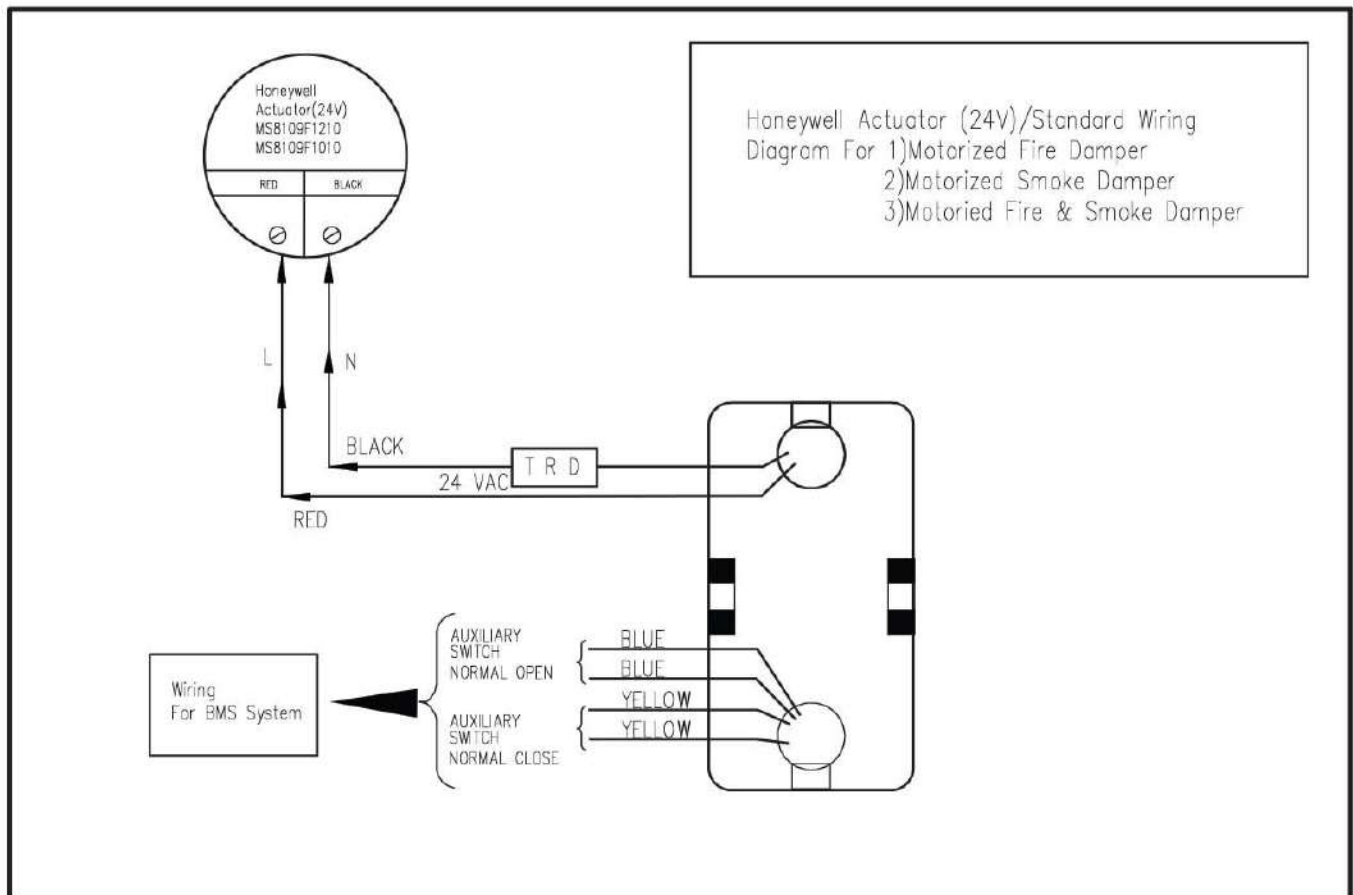 Honeywell
Actuator(24V)
MS8109F1210
MS8109F1010
RED
BLACK
Honeywell Actuator (24V)/Standard Wiring
Diagram For 1)Motorized Fire Damper
2)Motorized Smoke Damper
3)Motoried Fire & Smoke Damper
L
N
BLACK
T R D
24 VAC
RED
AUXILIARY
SWITCH
NORMAL OPEN
BLUE
BLUE
YELLOW
YELLOW
AUXILIARY
SWITCH
NORMAL CLOSE
Wiring
For BMS System